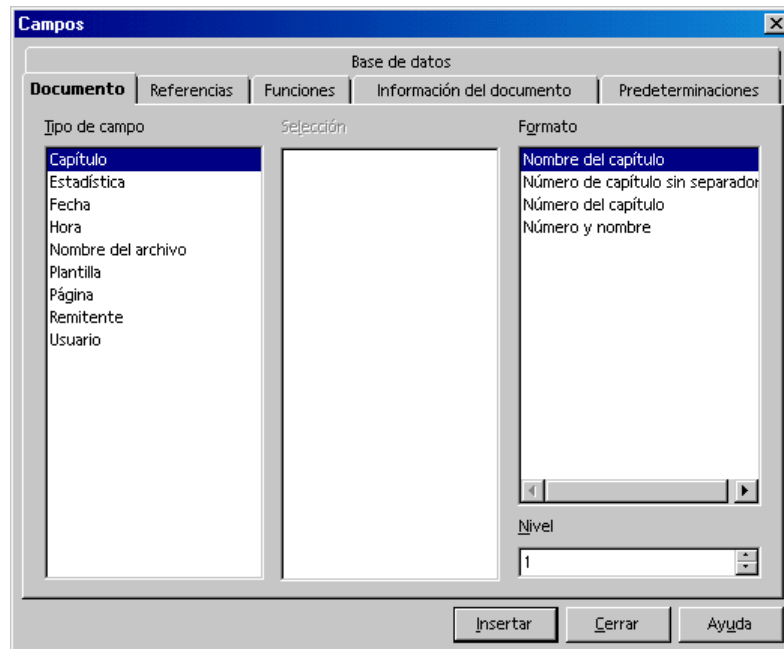 Campos
Base de datos
Documento Referencias Funciones Información del documento Predeterminaciones
Tipo de campo Selección Formato
Capítulo
Estadística
Fecha
Hora
Nombre del archivo
Plantilla
Página
Remitente
Usuario
Nombre del capítulo
Número de capítulo sin separador
Número del capítulo
Número y nombre
Nivel
1
Insertar Cerrar Ayuda